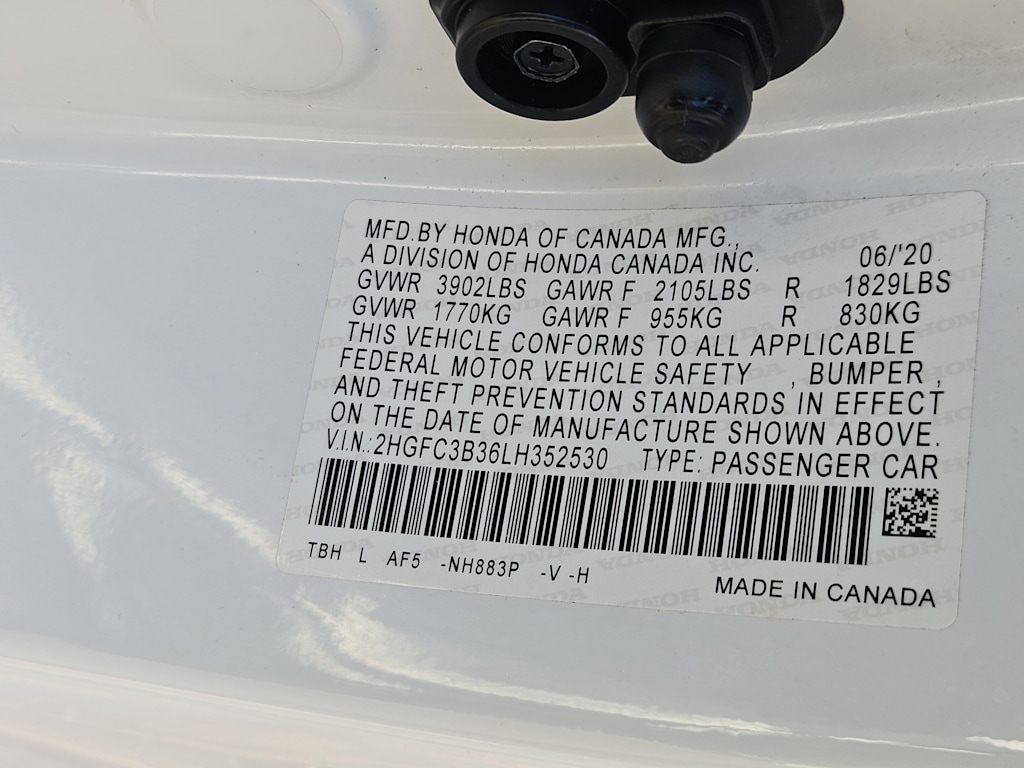 MFD.BY HONDA OF CANADA MFG.,
A DIVISION OF HONDA CANADA INC. 06/'20
GVWR 3902LBS GAWR F 2105LBS R 1829LBS
GVWR 1770KG GAWR F 955KG R 830KG
THIS VEHICLE CONFORMS TO ALL APPLICABLE
FEDERAL MOTOR VEHICLE SAFETY , BUMPER ,
AND THEFT PREVENTION STANDARDS IN EFFECT
ON THE DATE OF MANUFACTURE SHOWN ABOVE.
V.I.N.:2HGFC3B36LH352530 TYPE: PASSENGER CAR
TBH L AF5 -NH883P -V -H
MADE IN CANADA